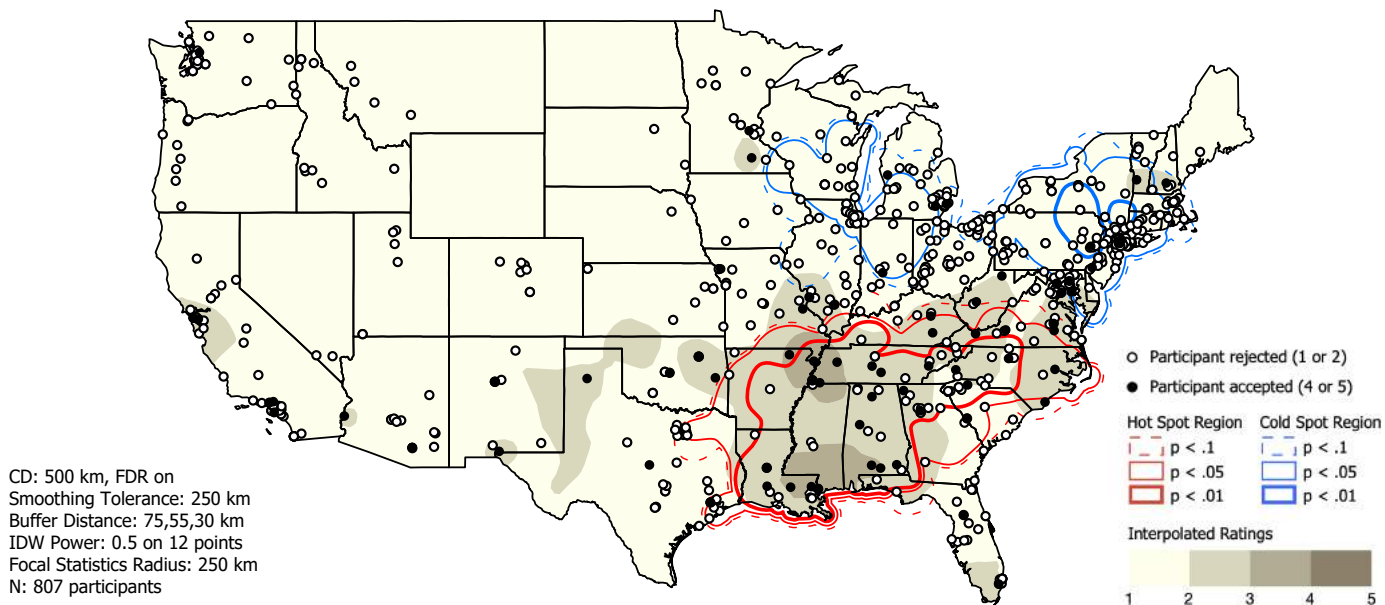 CD: 500 km, FDR on
Smoothing Tolerance: 250 km
Buffer Distance: 75,55,30 km
IDW Power: 0.5 on 12 points
Focal Statistics Radius: 250 km
N: 807 participants
Participant rejected (1 or 2)
Participant accepted (4 or 5)
Hot Spot Region Cold Spot Region
p < .1 p < .1
p < .05 p < .05
p < .01 p < .01
Interpolated Ratings
1 2 3 4 5